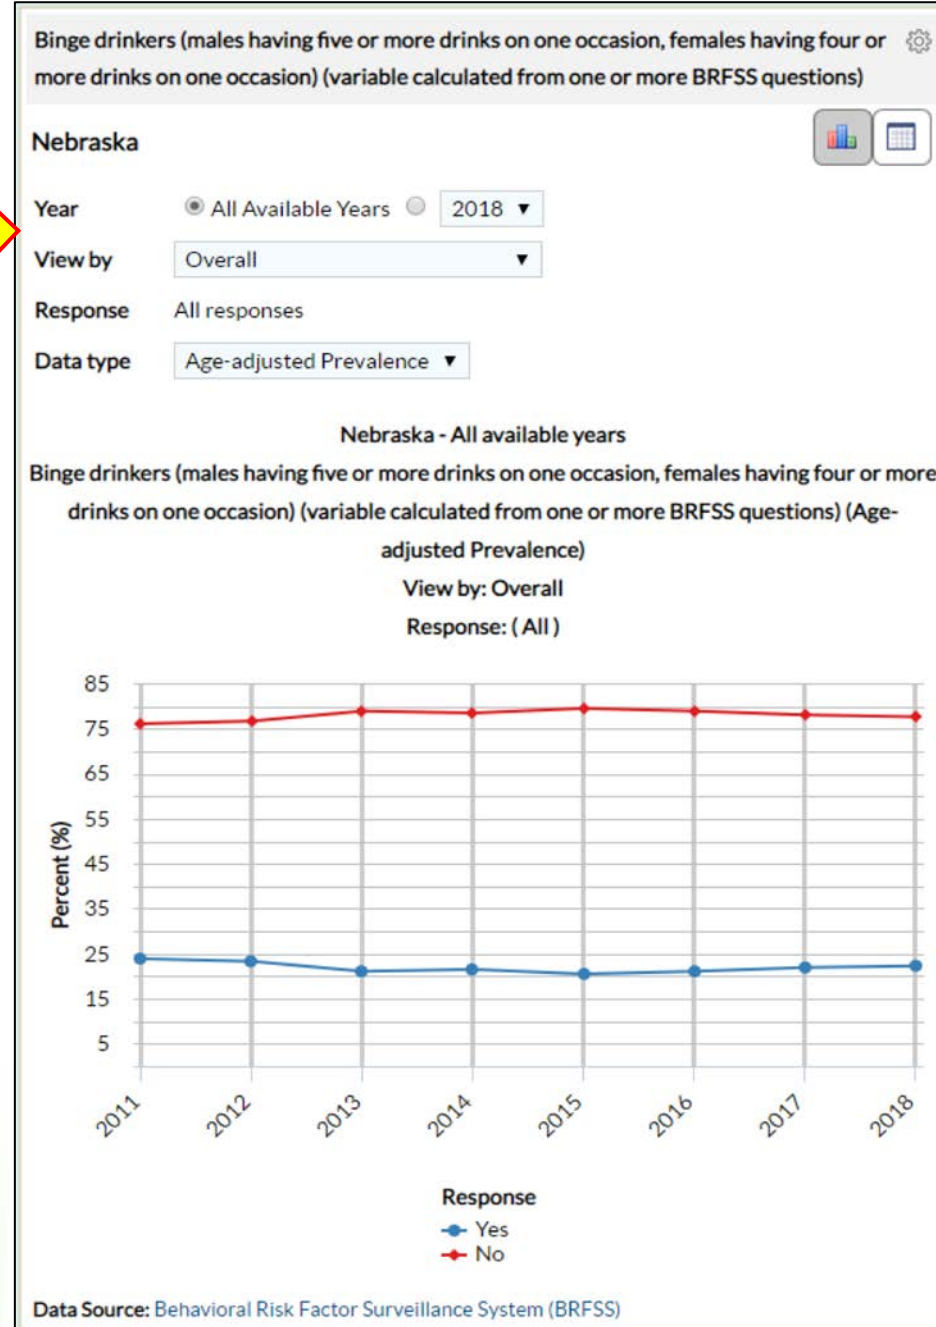 Binge drinkers (males having five or more drinks on one occasion, females having four or
more drinks on one occasion) (variable calculated from one or more BRFSS questions)
Nebraska
Year All Available Years 2018
View by Overall
Response All responses
Data type Age-adjusted Prevalence
Nebraska - All available years
Binge drinkers (males having five or more drinks on one occasion, females having four or more
drinks on one occasion) (variable calculated from one or more BRFSS questions) (Age-
adjusted Prevalence)
View by: Overall
Response: ( All )
85
75
65
55
45
35
25
15
5
Percent (%)
2011 2012 2013 2014 2015 2016 2017 2018
Response
Yes
No
Data Source: Behavioral Risk Factor Surveillance System (BRFSS)